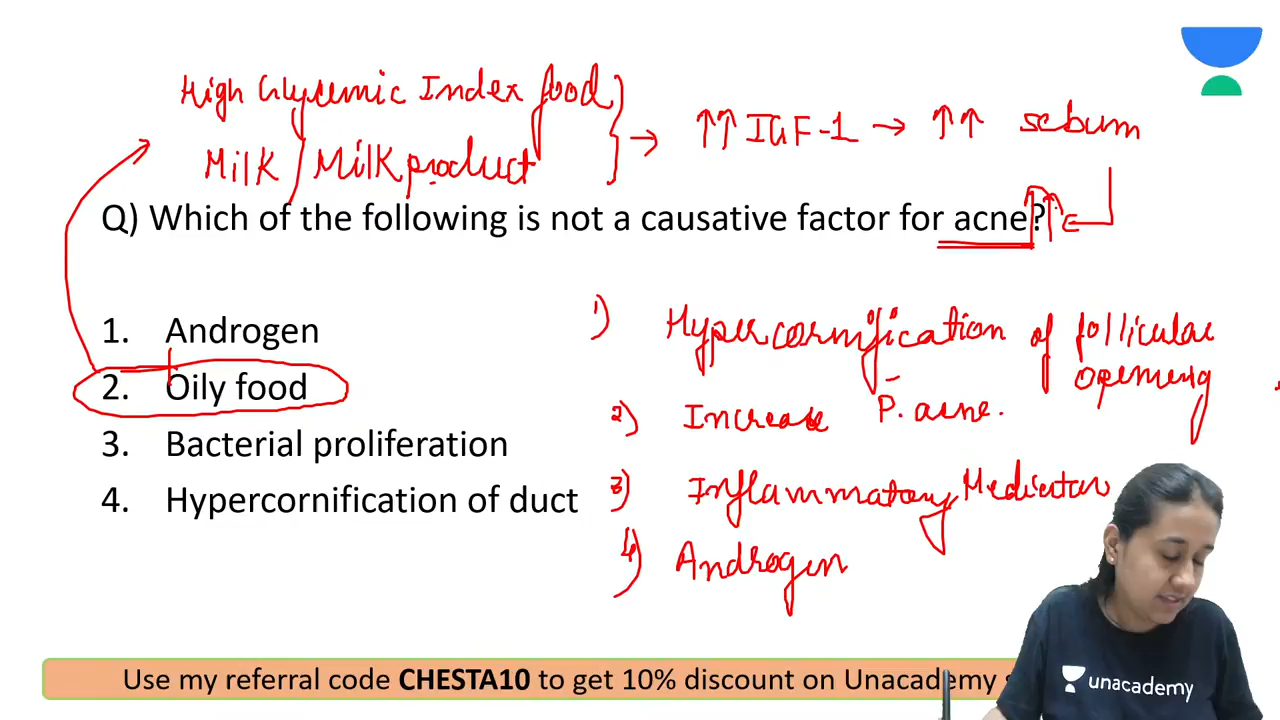 High Glycemic Index food
Milk / Milk product
→ ↑↑ IGF-1 → ↑↑ sebum
Q) Which of the following is not a causative factor for acne?
↑↑
1. Androgen
2. Oily food
3. Bacterial proliferation
4. Hypercornification of duct
1) Hypercornification of follicular
opening
2) Increase P. acne.
3) Inflammatory Mediator
4) Androgen
unacademy
Use my referral code CHESTA10 to get 10% discount on Unacademy